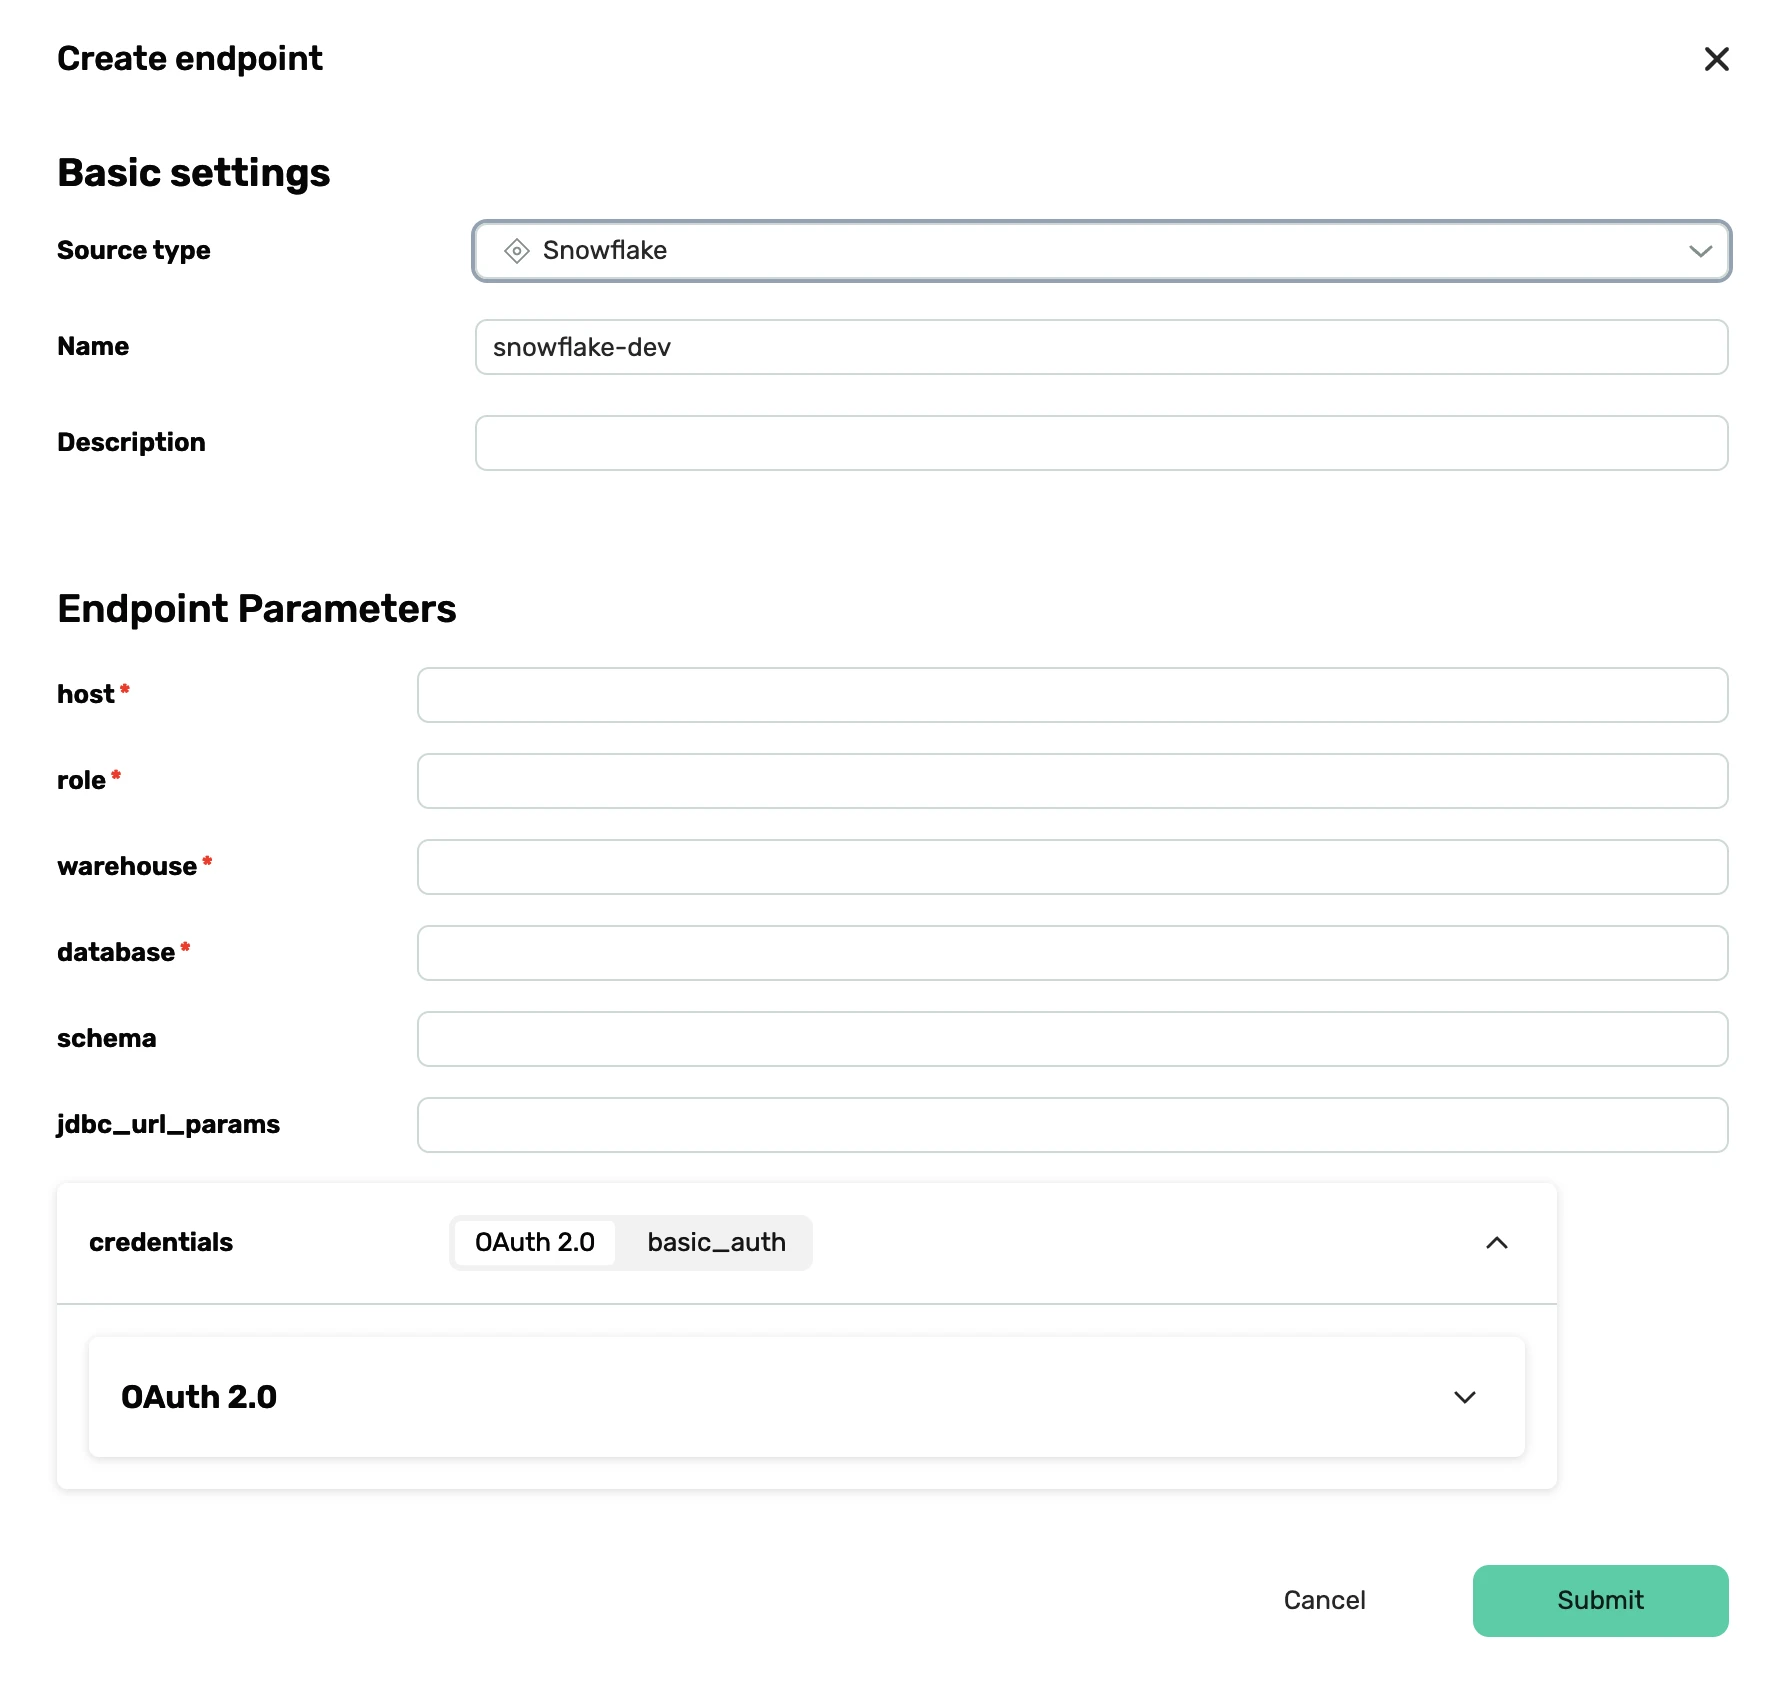 Create endpoint
Basic settings
Source type
Snowflake
Name
snowflake-dev
Description
Endpoint Parameters
host *
role *
warehouse *
database *
schema
jdbc_url_params
credentials OAuth 2.0 basic_auth
OAuth 2.0
Cancel Submit